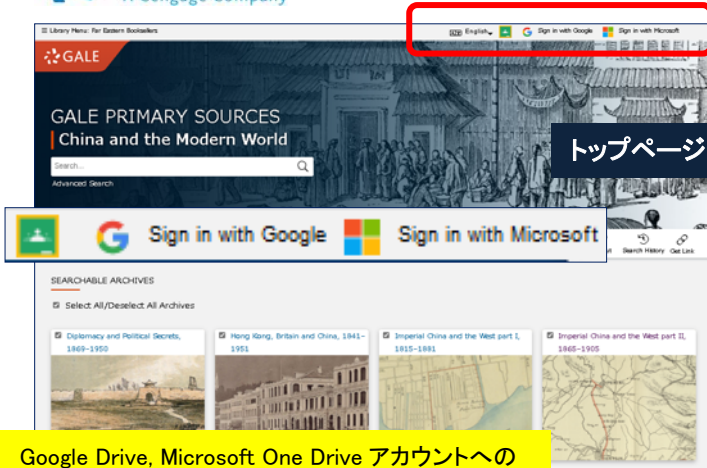 A Cengage Company
Library Menu: Far Eastern Booksellers
English
Sign in with Google
Sign in with Microsoft
GALE
GALE PRIMARY SOURCES
China and the Modern World
Search...
Advanced Search
トップページ
Sign in with Google
Sign in with Microsoft
Search History
Get Link
SEARCHABLE ARCHIVES
Select All/Deselect All Archives
Diplomacy and Political Secrets,
1869-1950
Hong Kong, Britain and China, 1841-
1951
Imperial China and the West part I,
1815-1881
Imperial China and the West part II,
1865-1905
Google Drive, Microsoft One Drive アカウントへの